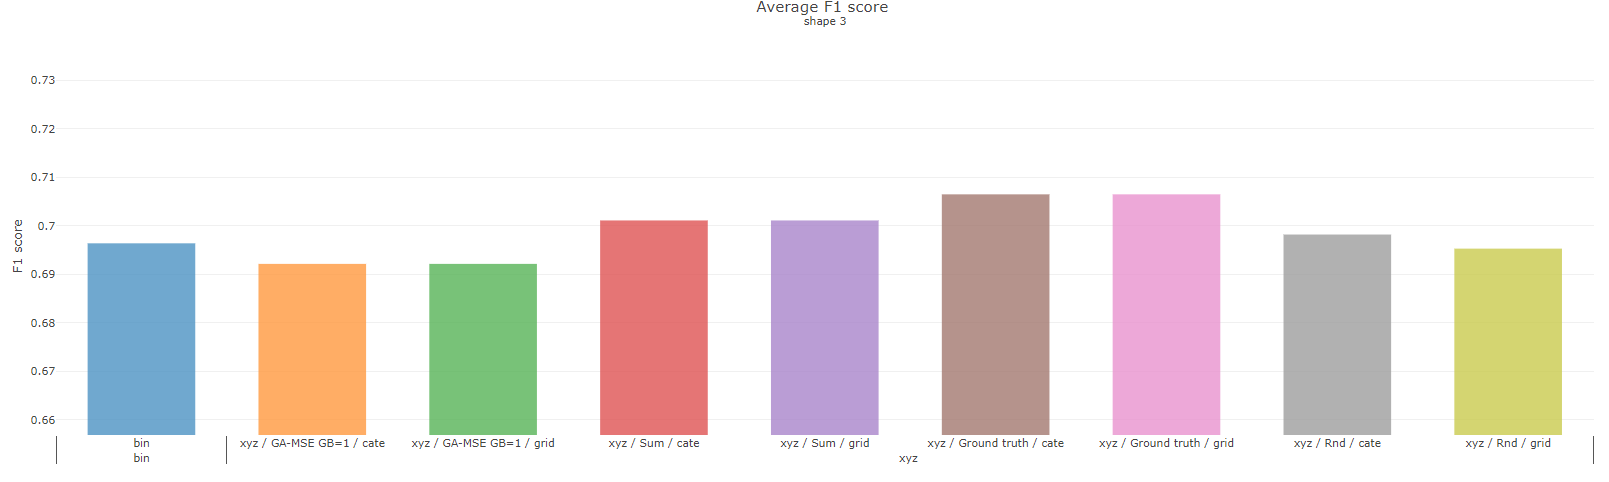 Average F1 score
shape 3
0.73
0.72
0.71
0.7
0.69
0.68
0.67
0.66
F1 score
bin
xyz / GA-MSE GB=1 / cate
xyz / GA-MSE GB=1 / grid
xyz / Sum / cate
xyz / Sum / grid
xyz / Ground truth / cate
xyz / Ground truth / grid
xyz / Rnd / cate
xyz / Rnd / grid
bin
xyz